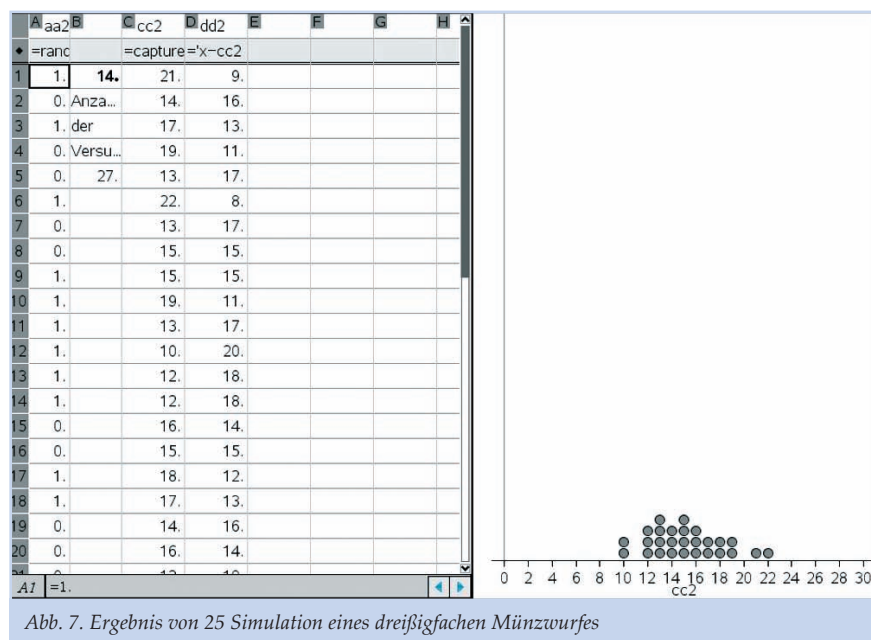 A aa2 B C cc2 D dd2 E F G H
◆ =ranc =capture ='x-cc2
1 1. 14. 21. 9.
2 0. Anza... 14. 16.
3 1. der 17. 13.
4 0. Versu... 19. 11.
5 0. 27. 13. 17.
6 1. 22. 8.
7 0. 13. 17.
8 0. 15. 15.
9 1. 15. 15.
10 1. 19. 11.
11 1. 13. 17.
12 1. 10. 20.
13 1. 12. 18.
14 1. 12. 18.
15 0. 16. 14.
16 0. 15. 15.
17 1. 18. 12.
18 1. 17. 13.
19 0. 14. 16.
20 0. 16. 14.
A1 =1.
0 2 4 6 8 10 12 14 16 18 20 22 24 26 28 30
cc2
Abb. 7. Ergebnis von 25 Simulation eines dreißigfachen Münzwurfes